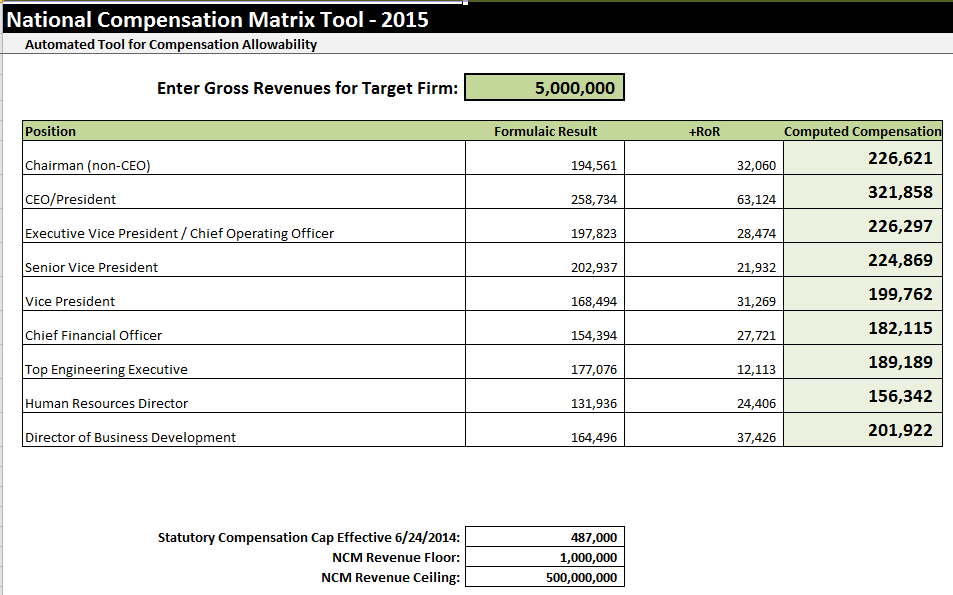 National Compensation Matrix Tool - 2015
Automated Tool for Compensation Allowability
Enter Gross Revenues for Target Firm: 5,000,000
Position Formulaic Result +RoR Computed Compensation
Chairman (non-CEO) 194,561 32,060 226,621
CEO/President 258,734 63,124 321,858
Executive Vice President / Chief Operating Officer 197,823 28,474 226,297
Senior Vice President 202,937 21,932 224,869
Vice President 168,494 31,269 199,762
Chief Financial Officer 154,394 27,721 182,115
Top Engineering Executive 177,076 12,113 189,189
Human Resources Director 131,936 24,406 156,342
Director of Business Development 164,496 37,426 201,922
Statutory Compensation Cap Effective 6/24/2014: 487,000
NCM Revenue Floor: 1,000,000
NCM Revenue Ceiling: 500,000,000